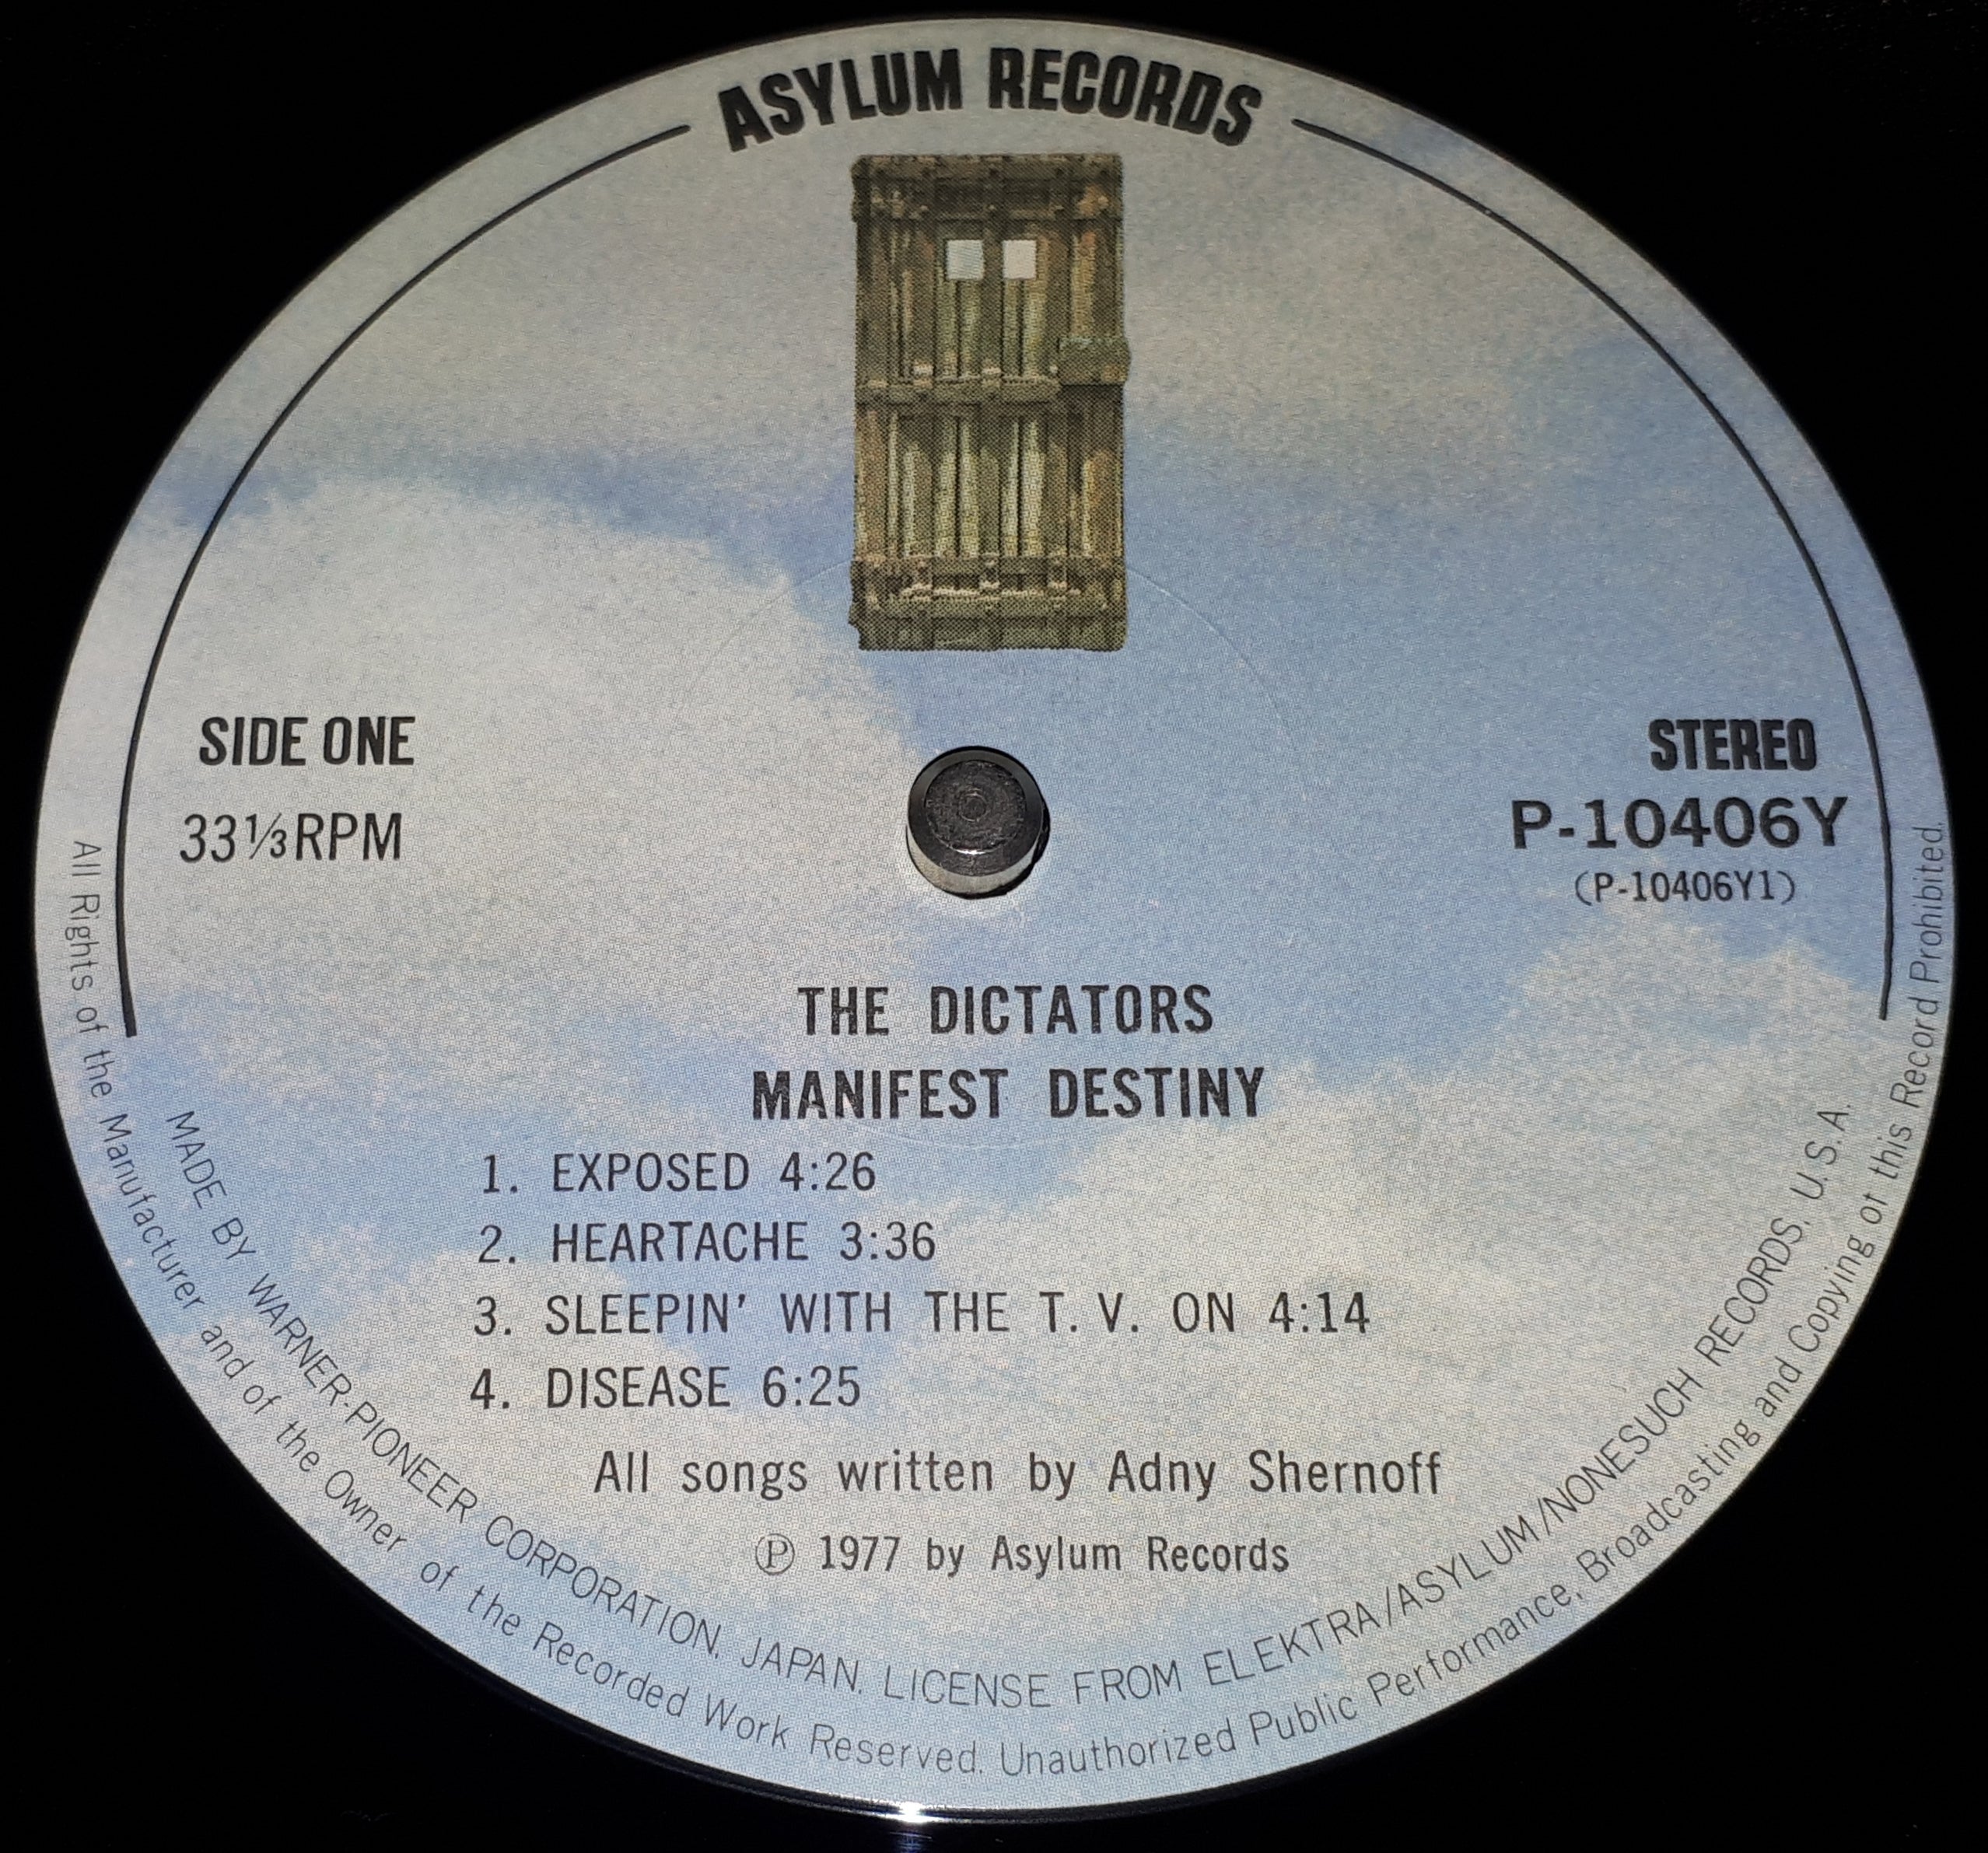 ASYLUM RECORDS
SIDE ONE
33⅓RPM
STEREO
P-10406Y
(P-10406Y1)
THE DICTATORS
MANIFEST DESTINY
1. EXPOSED 4:26
2. HEARTACHE 3:36
3. SLEEPIN' WITH THE T. V. ON 4:14
4. DISEASE 6:25
All songs written by Adny Shernoff
Ⓟ 1977 by Asylum Records
MADE BY WARNER-PIONEER CORPORATION, JAPAN. LICENSE FROM ELEKTRA/ASYLUM/NONESUCH RECORDS, U.S.A.
All Rights of the Manufacturer and of the Owner of the Recorded Work Reserved. Unauthorized Public Performance, Broadcasting and Copying ot this Record Prohibited.